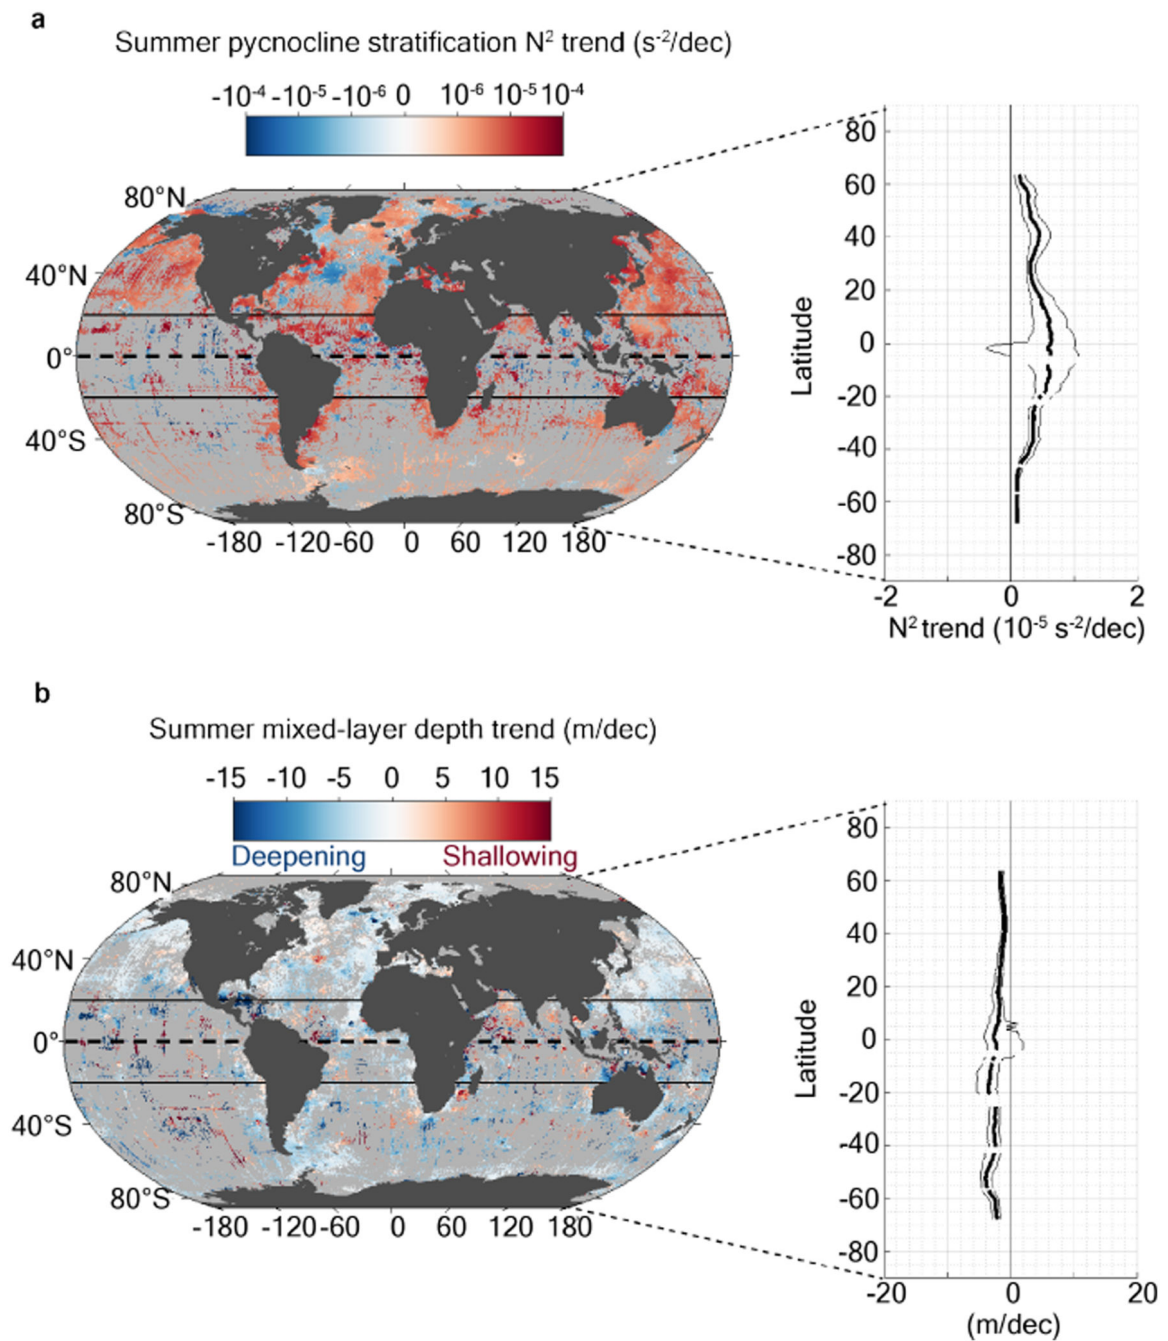 a
Summer pycnocline stratification N² trend (s⁻²/dec)
-10⁻⁴ -10⁻⁵ -10⁻⁶ 0 10⁻⁶ 10⁻⁵ 10⁻⁴
80°N
40°N
0°
40°S
80°S
-180 -120 -60 0 60 120 180
Latitude
80
60
40
20
0
-20
-40
-60
-80
-2 0 2
N² trend (10⁻⁵ s⁻²/dec)
b
Summer mixed-layer depth trend (m/dec)
-15 -10 -5 0 5 10 15
Deepening Shallowing
80°N
40°N
0°
40°S
80°S
-180 -120 -60 0 60 120 180
Latitude
80
60
40
20
0
-20
-40
-60
-80
-20 0 20
(m/dec)